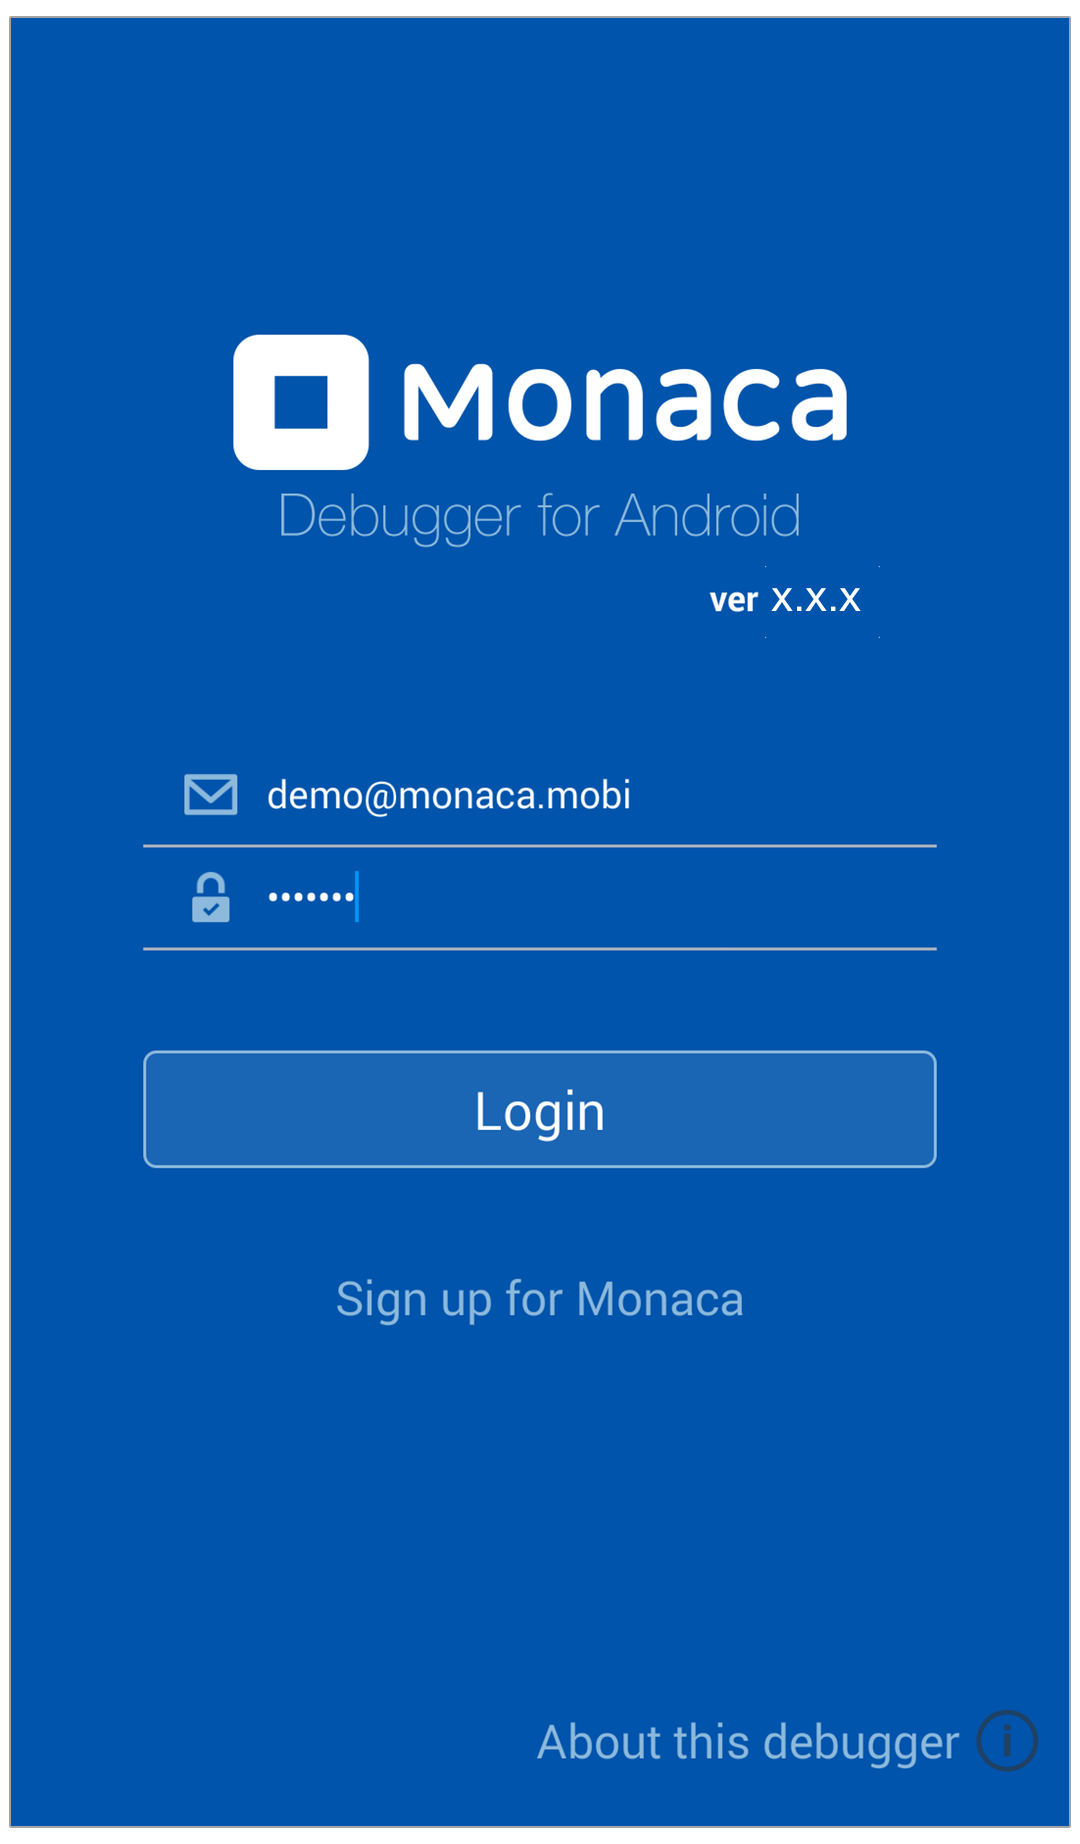 Monaca
Debugger for Android
ver X.X.X
demo@monaca.mobi
•••••••
Login
Sign up for Monaca
About this debugger i